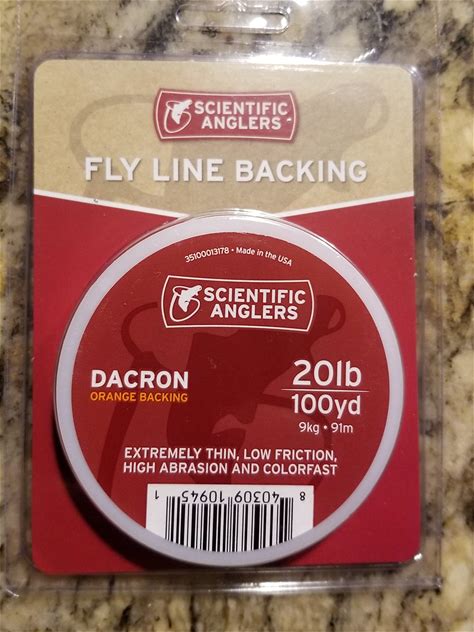 SCIENTIFIC
ANGLERS
FLY LINE BACKING
35100013178 • Made in the USA
SCIENTIFIC
ANGLERS
DACRON
ORANGE BACKING
20lb
100yd
9kg • 91m
EXTREMELY THIN, LOW FRICTION,
HIGH ABRASION AND COLORFAST
8 40309 10945 1